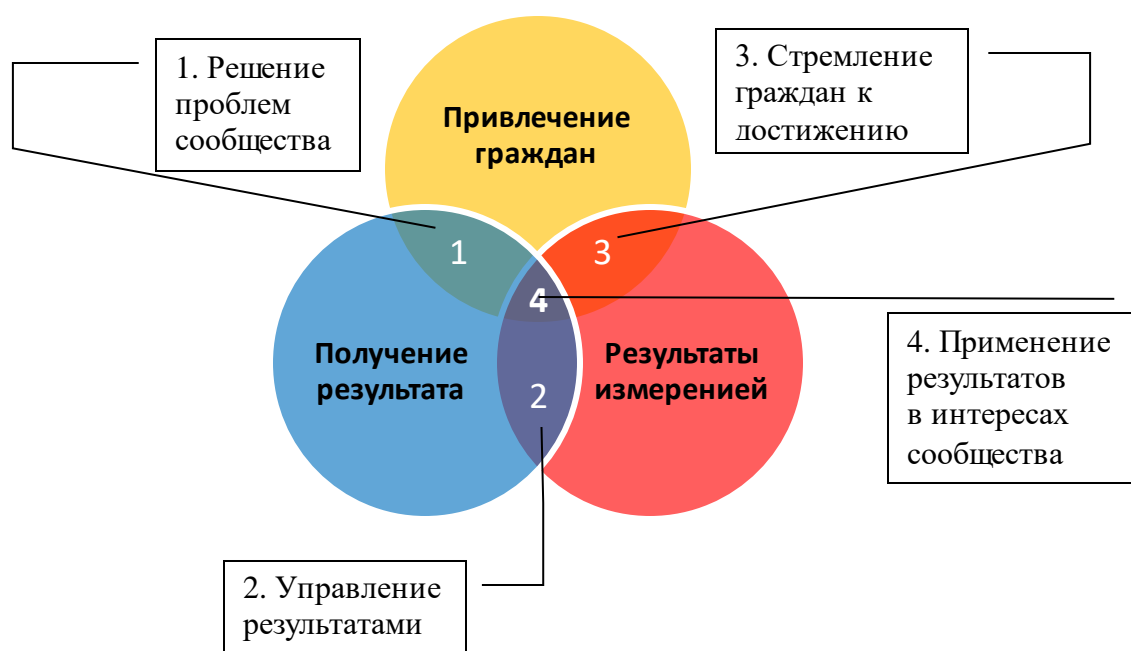 1. Решение
проблем
сообщества
3. Стремление
граждан к
достижению
Привлечение
граждан
1
3
4
Получение
результата
Результаты
измеренией
2
4. Применение
результатов
в интересах
сообщества
2. Управление
результатами